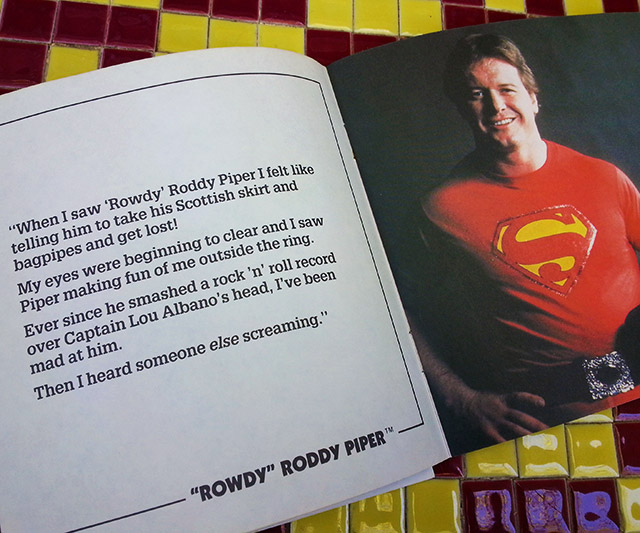 “When I saw ‘Rowdy’ Roddy Piper I felt like
telling him to take his Scottish skirt and
bagpipes and get lost!
My eyes were beginning to clear and I saw
Piper making fun of me outside the ring.
Ever since he smashed a rock ’n’ roll record
over Captain Lou Albano’s head, I’ve been
mad at him.
Then I heard someone else screaming.”
“ROWDY” RODDY PIPER™
S